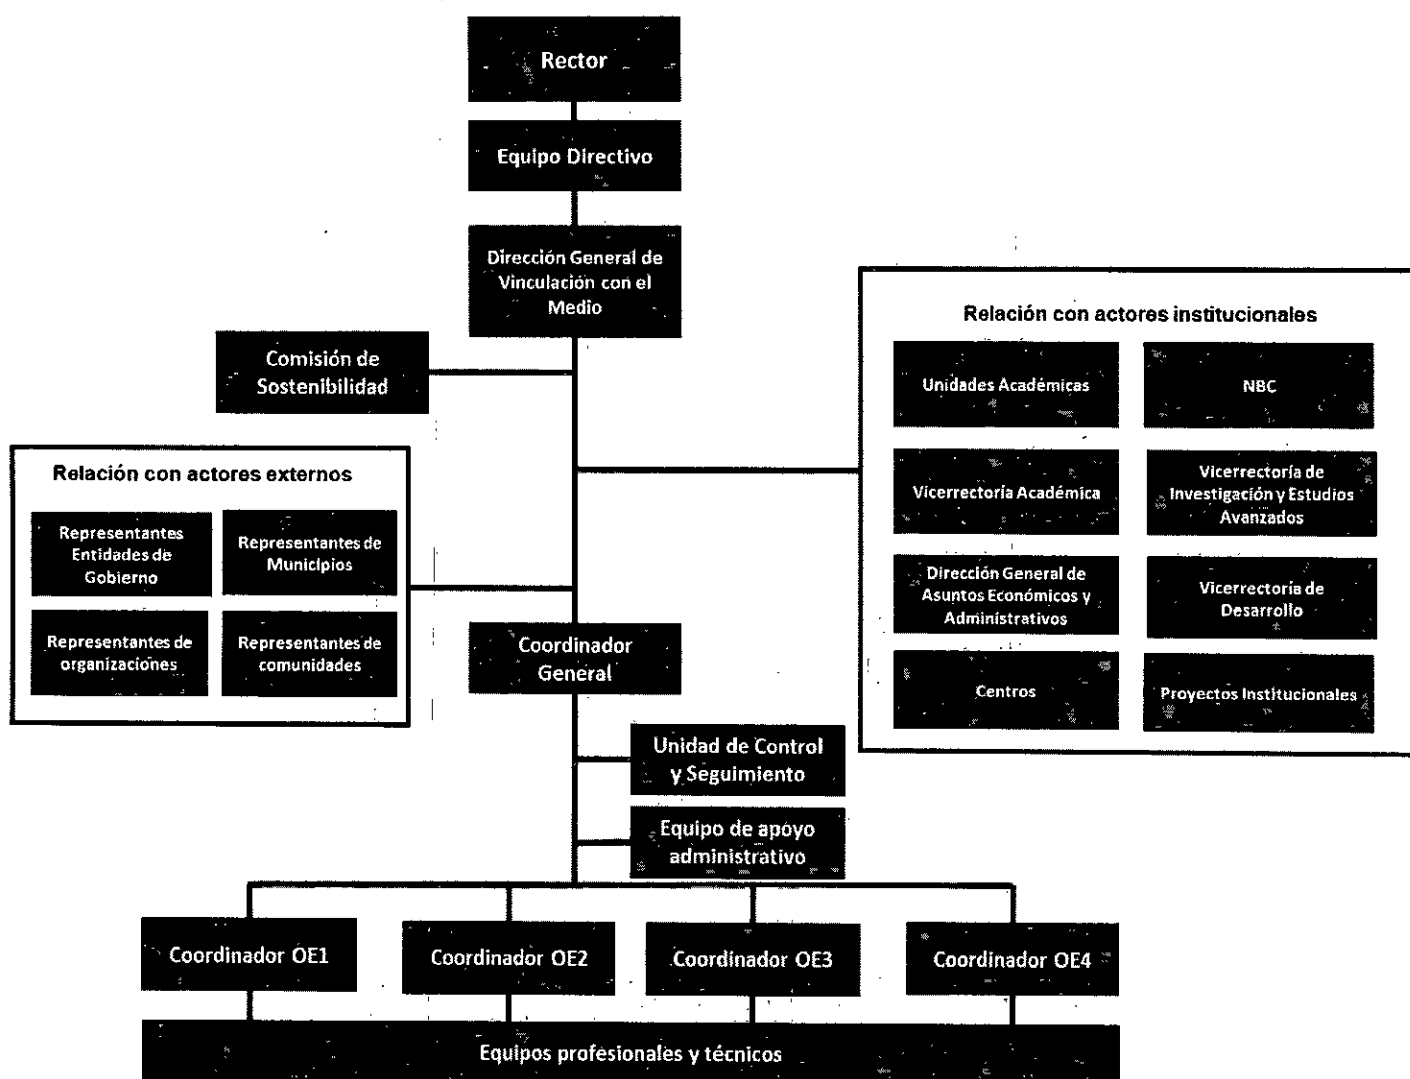 Rector
Equipo Directivo
Dirección General de
Vinculación con el
Medio
Comisión de
Sostenibilidad
Relación con actores institucionales
Unidades Académicas
NBC
Vicerrectoría Académica
Vicerrectoría de
Investigación y Estudios
Avanzados
Dirección General de
Asuntos Económicos y
Administrativos
Vicerrectoría de
Desarrollo
Centros
Proyectos Institucionales
Relación con actores externos
Representantes
Entidades de
Gobierno
Representantes de
Municipios
Representantes de
organizaciones
Representantes de
comunidades
Coordinador
General
Unidad de Control
y Seguimiento
Equipo de apoyo
administrativo
Coordinador OE1
Coordinador OE2
Coordinador OE3
Coordinador OE4
Equipos profesionales y técnicos